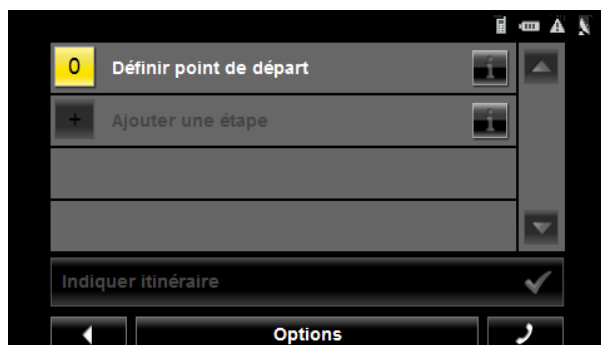 0 Définir point de départ i
+ Ajouter une étape i
Indiquer itinéraire
Options